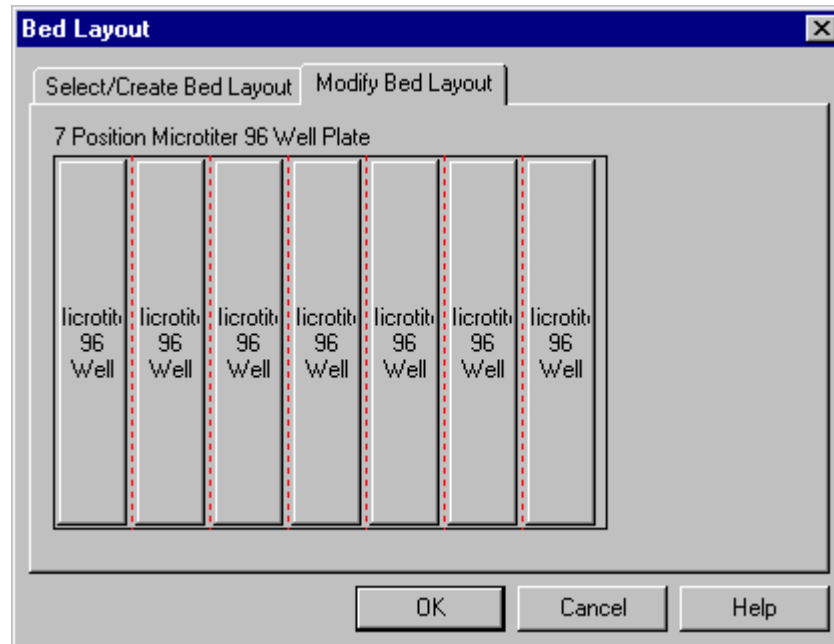 Bed Layout
Select/Create Bed Layout
Modify Bed Layout
7 Position Microtiter 96 Well Plate
licrotit
96
Well
licrotit
96
Well
licrotit
96
Well
licrotit
96
Well
licrotit
96
Well
licrotit
96
Well
licrotit
96
Well
OK
Cancel
Help